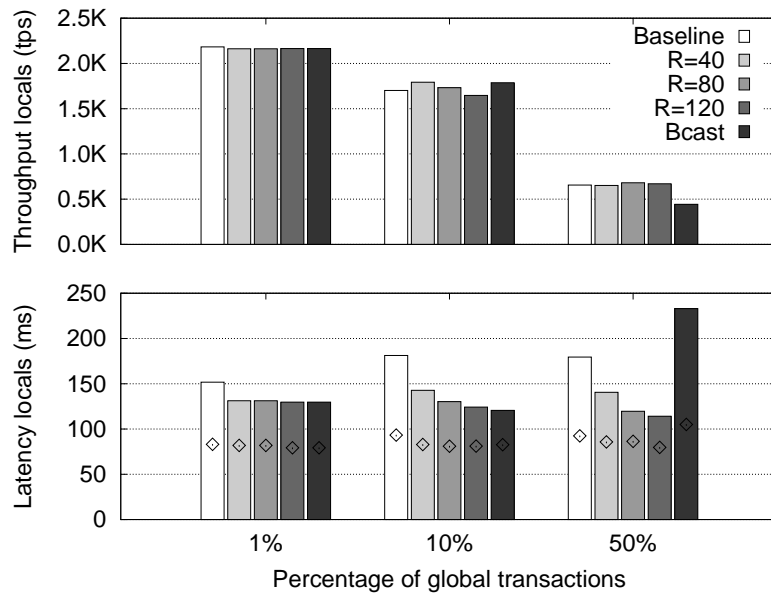 Throughput locals (tps)
2.5K
2.0K
1.5K
1.0K
0.5K
0.0K
Baseline
R=40
R=80
R=120
Bcast
Latency locals (ms)
250
200
150
100
50
0
1%
10%
50%
Percentage of global transactions